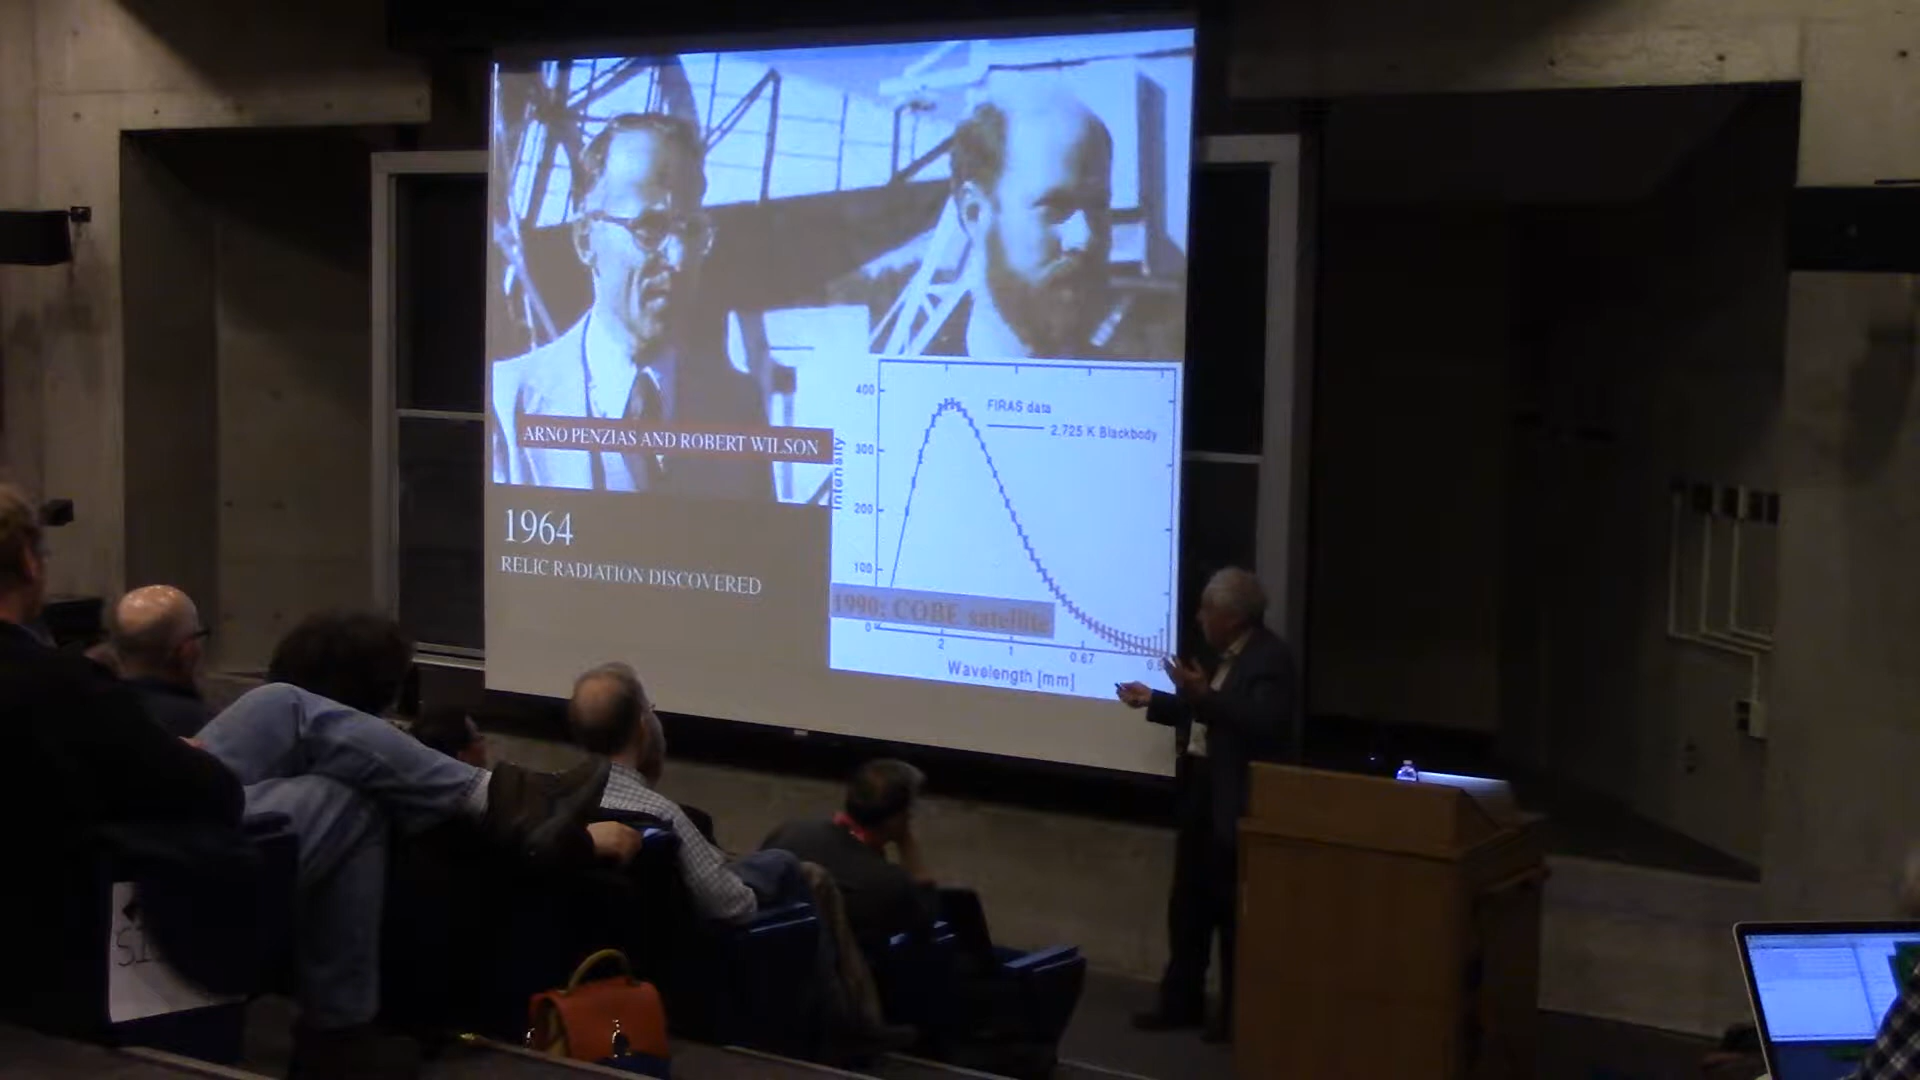 ARNO PENZIAS AND ROBERT WILSON
1964
RELIC RADIATION DISCOVERED
FIRAS data
2.725 K Blackbody
Intensity
400
300
200
100
0
1990: COBE satellite
2
1
0.67
Wavelength [mm]